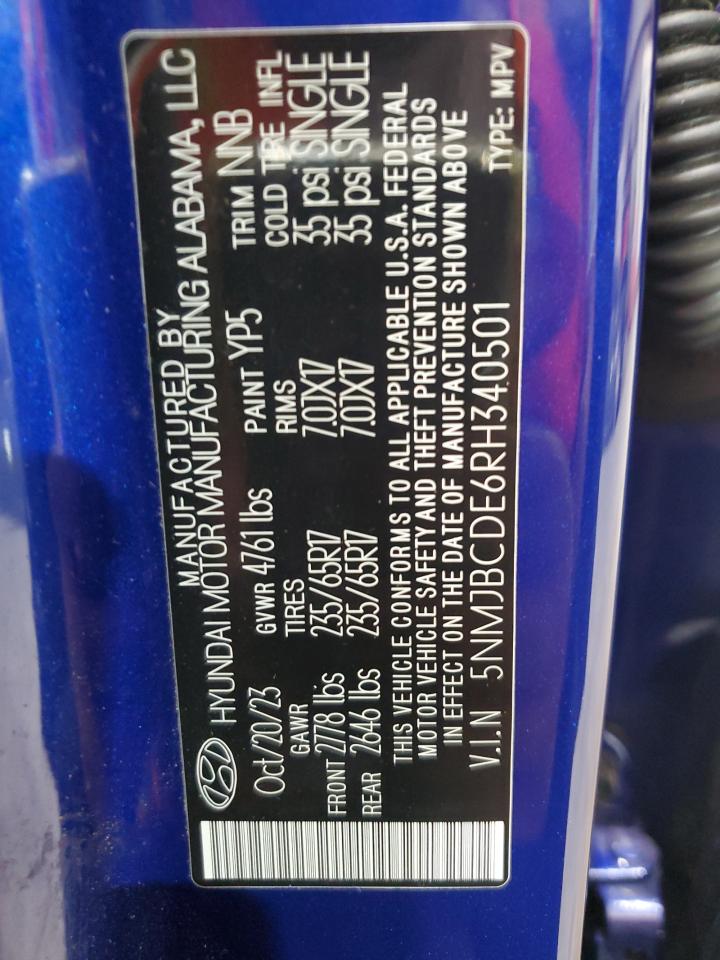 MANUFACTURED BY
HYUNDAI MOTOR MANUFACTURING ALABAMA, LLC
Oct/20/23 GVWR 4761 lbs PAINT YP5 TRIM NNB
GAWR TIRES RIMS COLD TIRE INFL
FRONT 2778 lbs 235/65R17 7.0JX17 35 psi.SINGLE
REAR 2646 lbs 235/65R17 7.0JX17 35 psi.SINGLE
THIS VEHICLE CONFORMS TO ALL APPLICABLE U.S.A. FEDERAL
MOTOR VEHICLE SAFETY AND THEFT PREVENTION STANDARDS
IN EFFECT ON THE DATE OF MANUFACTURE SHOWN ABOVE
V.I.N 5NMJBCDE6RH340501 TYPE: MPV